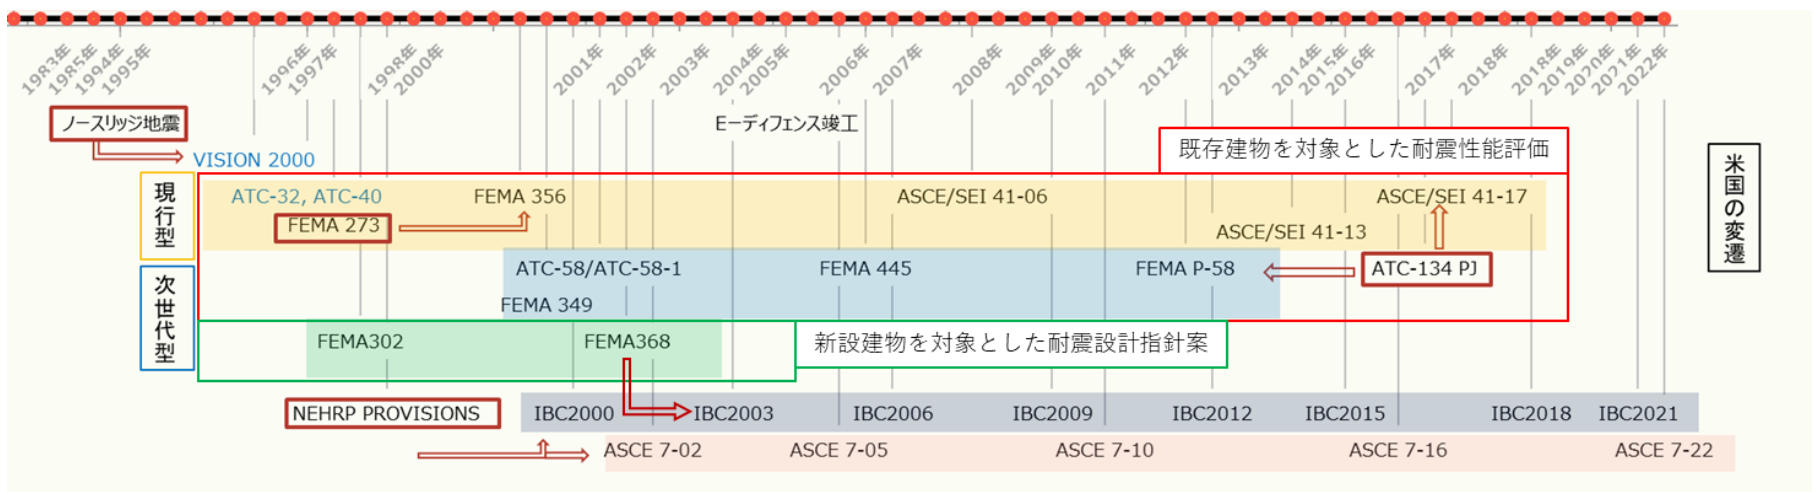 1983年
1985年
1994年
1995年
1996年
1997年
1998年
2000年
2001年
2002年
2003年
2004年
2005年
2006年
2007年
2008年
2009年
2010年
2011年
2012年
2013年
2014年
2015年
2016年
2017年
2018年
2018年
2019年
2020年
2021年
2022年
ノースリッジ地震
E－ディフェンス竣工
既存建物を対象とした耐震性能評価
VISION 2000
米国の変遷
現行型
ATC-32, ATC-40
FEMA 356
ASCE/SEI 41-06
ASCE/SEI 41-17
FEMA 273
ASCE/SEI 41-13
次世代型
ATC-58/ATC-58-1
FEMA 445
FEMA P-58
ATC-134 PJ
FEMA 349
FEMA302
FEMA368
新設建物を対象とした耐震設計指針案
NEHRP PROVISIONS
IBC2000
IBC2003
IBC2006
IBC2009
IBC2012
IBC2015
IBC2018
IBC2021
ASCE 7-02
ASCE 7-05
ASCE 7-10
ASCE 7-16
ASCE 7-22